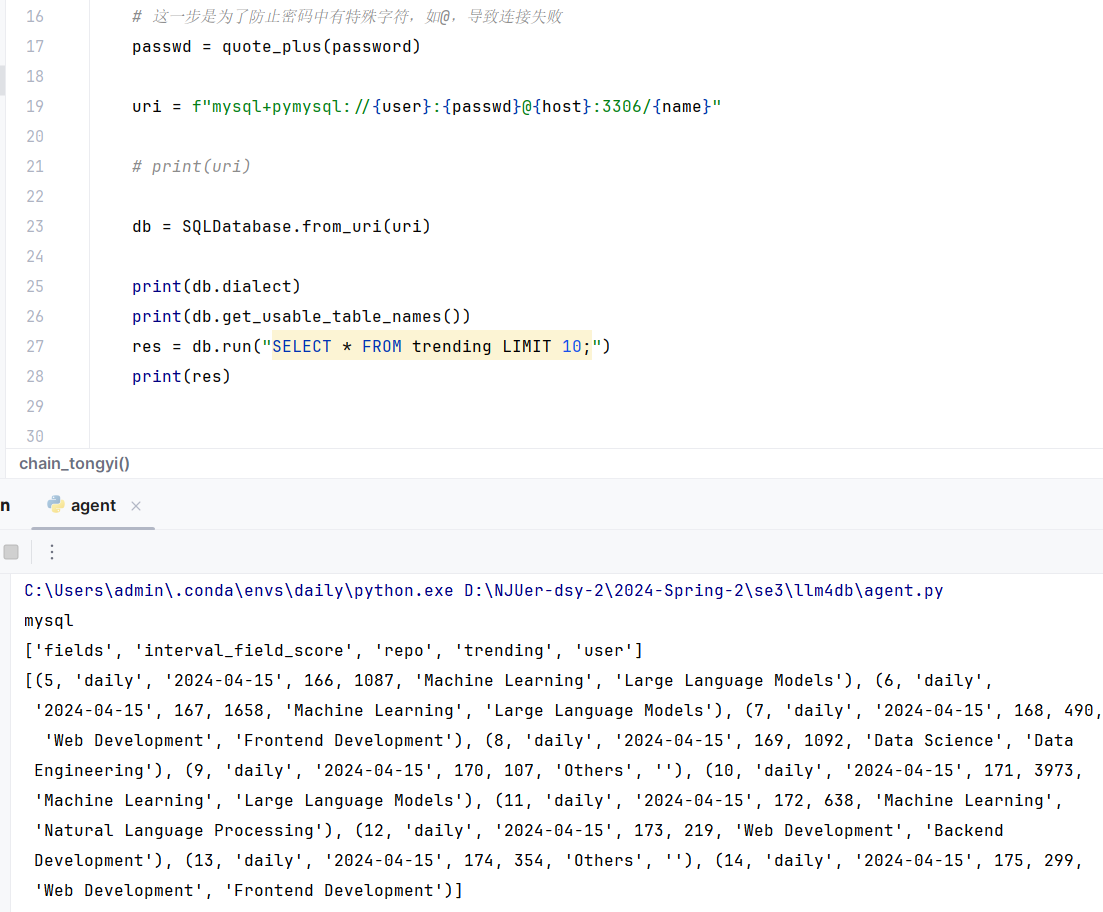 16 # 这一步是为了防止密码中有特殊字符，如@，导致连接失败
17 passwd = quote_plus(password)
18
19 uri = f"mysql+pymysql://{user}:{passwd}@{host}:3306/{name}"
20
21 # print(uri)
22
23 db = SQLDatabase.from_uri(uri)
24
25 print(db.dialect)
26 print(db.get_usable_table_names())
27 res = db.run("SELECT * FROM trending LIMIT 10;")
28 print(res)
29
30
chain_tongyi()
n agent
C:\Users\admin\.conda\envs\daily\python.exe D:\NJUer-dsy-2\2024-Spring-2\se3\llm4db\agent.py
mysql
['fields', 'interval_field_score', 'repo', 'trending', 'user']
[(5, 'daily', '2024-04-15', 166, 1087, 'Machine Learning', 'Large Language Models'), (6, 'daily',
'2024-04-15', 167, 1658, 'Machine Learning', 'Large Language Models'), (7, 'daily', '2024-04-15', 168, 490,
'Web Development', 'Frontend Development'), (8, 'daily', '2024-04-15', 169, 1092, 'Data Science', 'Data
Engineering'), (9, 'daily', '2024-04-15', 170, 107, 'Others', ''), (10, 'daily', '2024-04-15', 171, 3973,
'Machine Learning', 'Large Language Models'), (11, 'daily', '2024-04-15', 172, 638, 'Machine Learning',
'Natural Language Processing'), (12, 'daily', '2024-04-15', 173, 219, 'Web Development', 'Backend
Development'), (13, 'daily', '2024-04-15', 174, 354, 'Others', ''), (14, 'daily', '2024-04-15', 175, 299,
'Web Development', 'Frontend Development')]